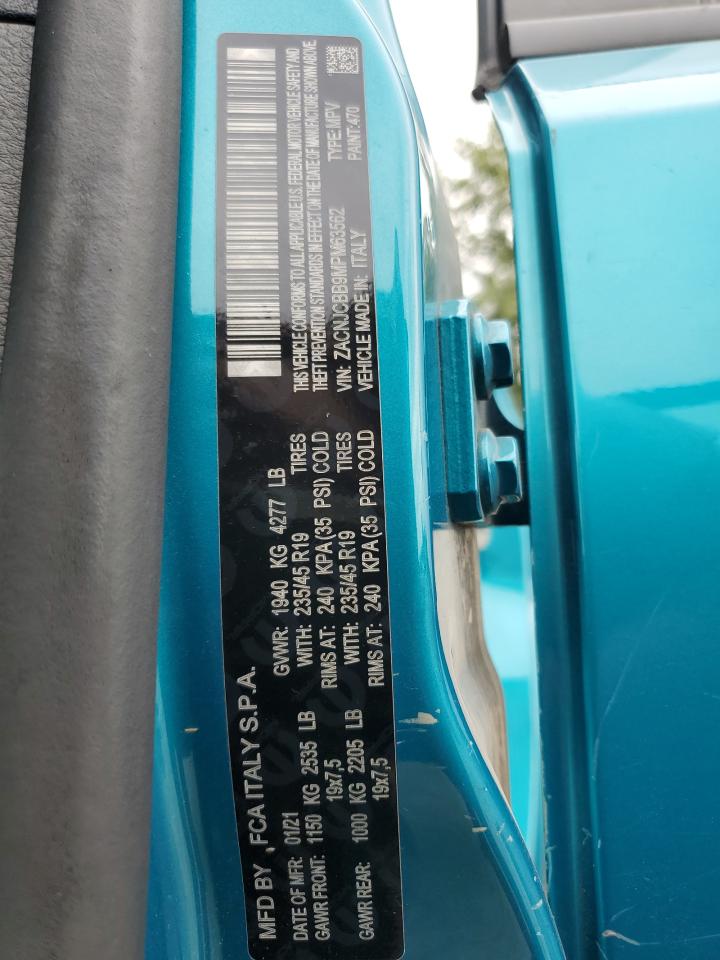 MFD BY , FCA ITALY S.P.A.
DATE OF MFR: 01/21 GVWR: 1940 KG 4277 LB
GAWR FRONT: 1150 KG 2535 LB WITH: 235/45 R19 TIRES
19x7,5 RIMS AT: 240 KPA(35 PSI) COLD
GAWR REAR: 1000 KG 2205 LB WITH: 235/45 R19 TIRES
19x7,5 RIMS AT: 240 KPA(35 PSI) COLD
THIS VEHICLE CONFORMS TO ALL APPLICABLE U.S. FEDERAL MOTOR VEHICLE SAFETY AND
THEFT PREVENTION STANDARDS IN EFFECT ON THE DATE OF MANUFACTURE SHOWN ABOVE.
VIN: ZACNJCBB9MPM63562 TYPE: MPV
VEHICLE MADE IN: ITALY PAINT: 470